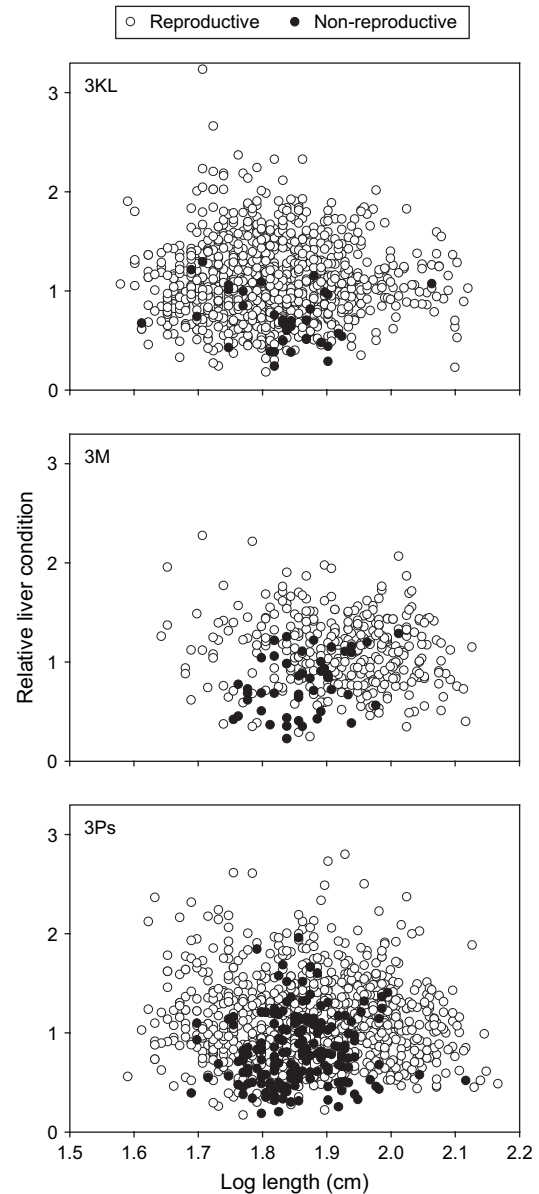 Reproductive Non-reproductive
3KL
3
2
1
0
3M
3
2
1
0
Relative liver condition
3Ps
3
2
1
0
1.5 1.6 1.7 1.8 1.9 2.0 2.1 2.2
Log length (cm)